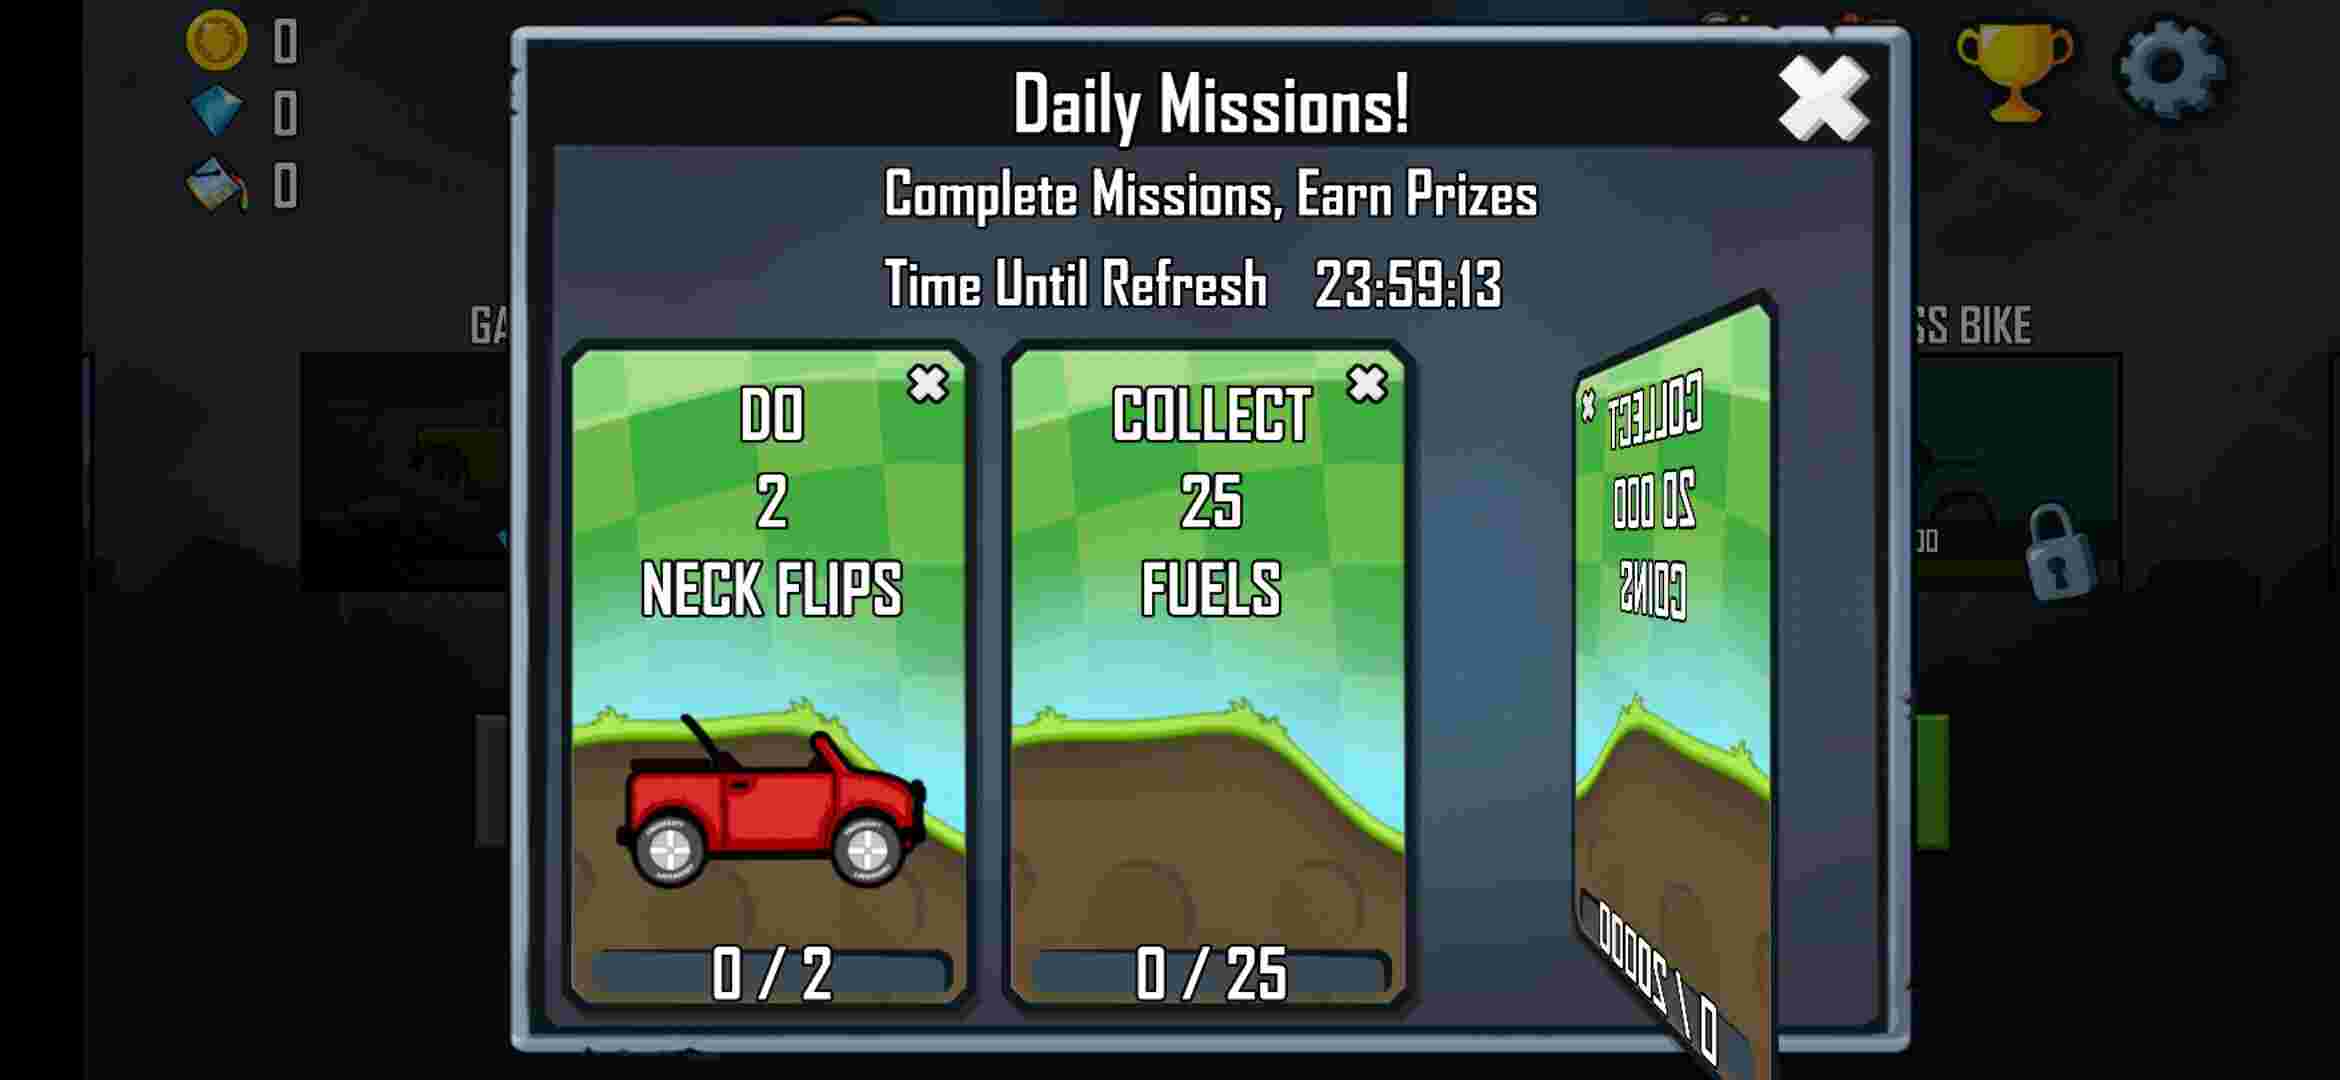 0
0
0
Daily Missions!
Complete Missions, Earn Prizes
Time Until Refresh 23:59:13
GA
SS BIKE
DO
2
NECK FLIPS
0 / 2
COLLECT
25
FUELS
0 / 25
COLLECT
20 000
COINS
0 / 20000
00